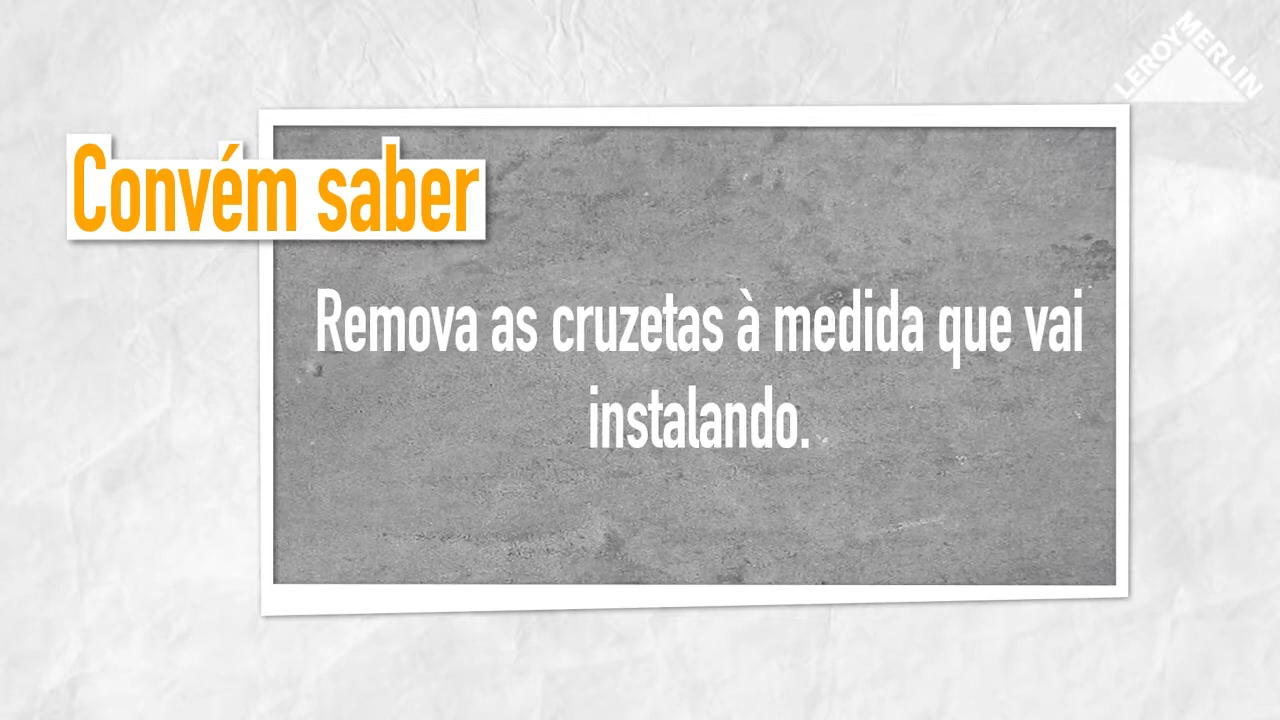 LEROY MERLIN
Convém saber
Remova as cruzetas à medida que vai
instalando.